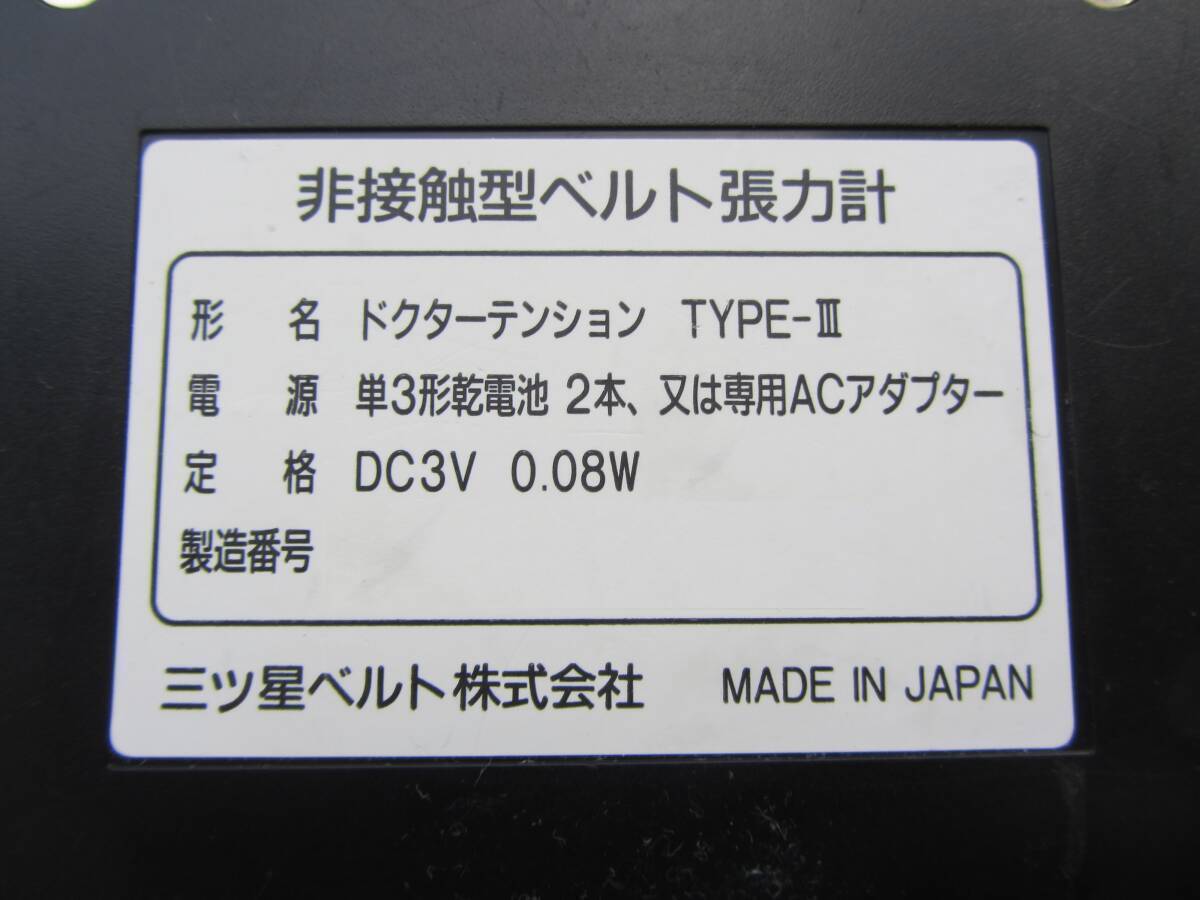 非接触型ベルト張力計
形 名 ドクターテンション TYPE-Ⅲ
電 源 単3形乾電池 2本、又は専用ACアダプター
定 格 DC3V 0.08W
製造番号
三ツ星ベルト株式会社 MADE IN JAPAN